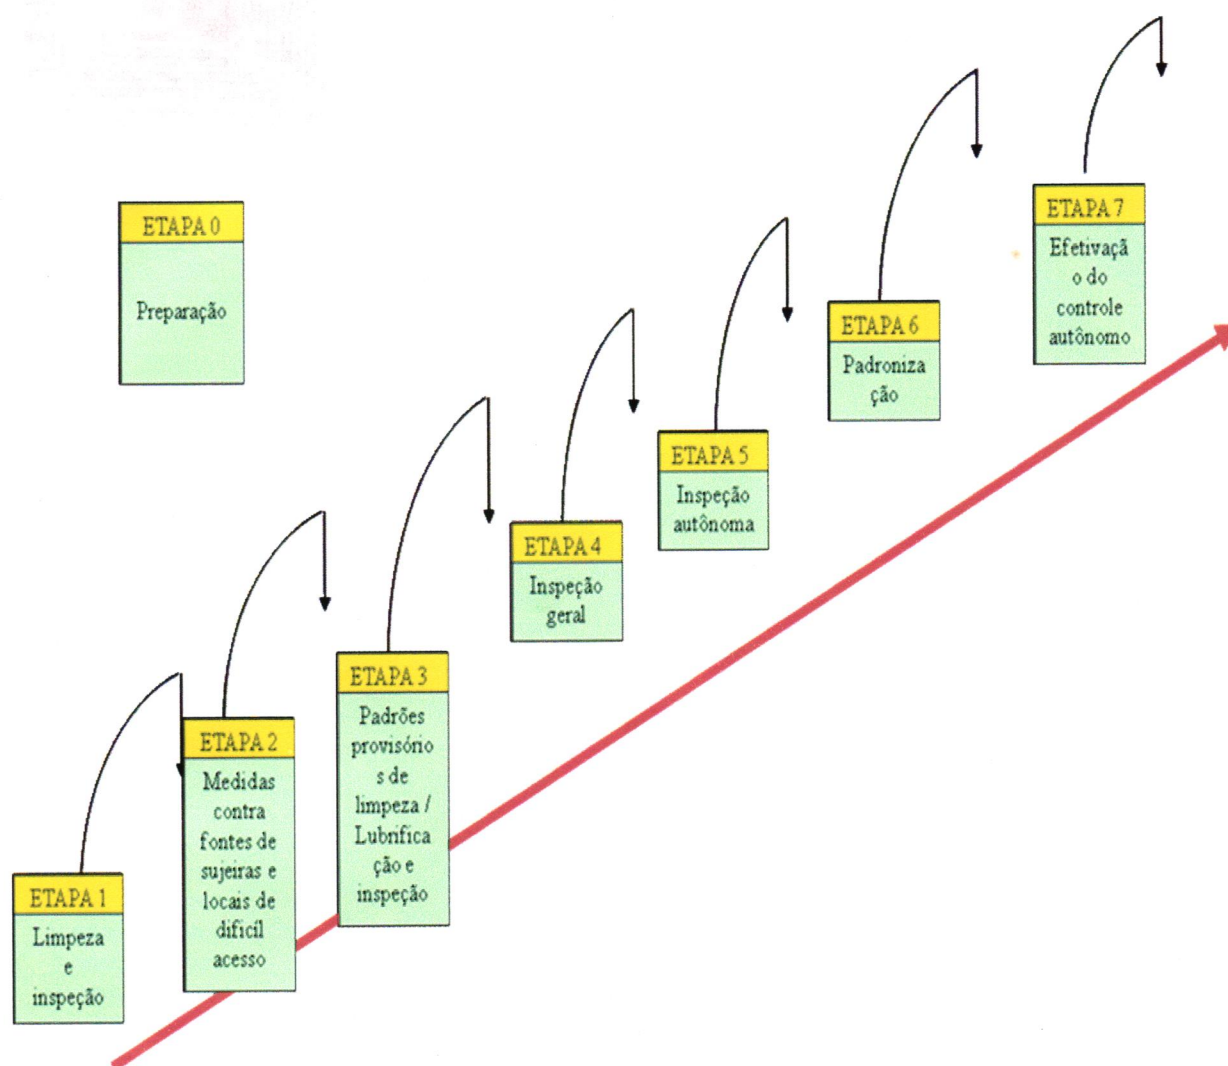 ETAPA 0
Preparação
ETAPA 1
Limpeza
e
inspeção
ETAPA 2
Medidas
contra
fontes de
sujeiras e
locais de
difícil
acesso
ETAPA 3
Padrões
provisório
s de
limpeza /
Lubrifica
ção e
inspeção
ETAPA 4
Inspeção
geral
ETAPA 5
Inspeção
autônoma
ETAPA 6
Padroniza
ção
ETAPA 7
Efetivaçã
o do
controle
autônomo